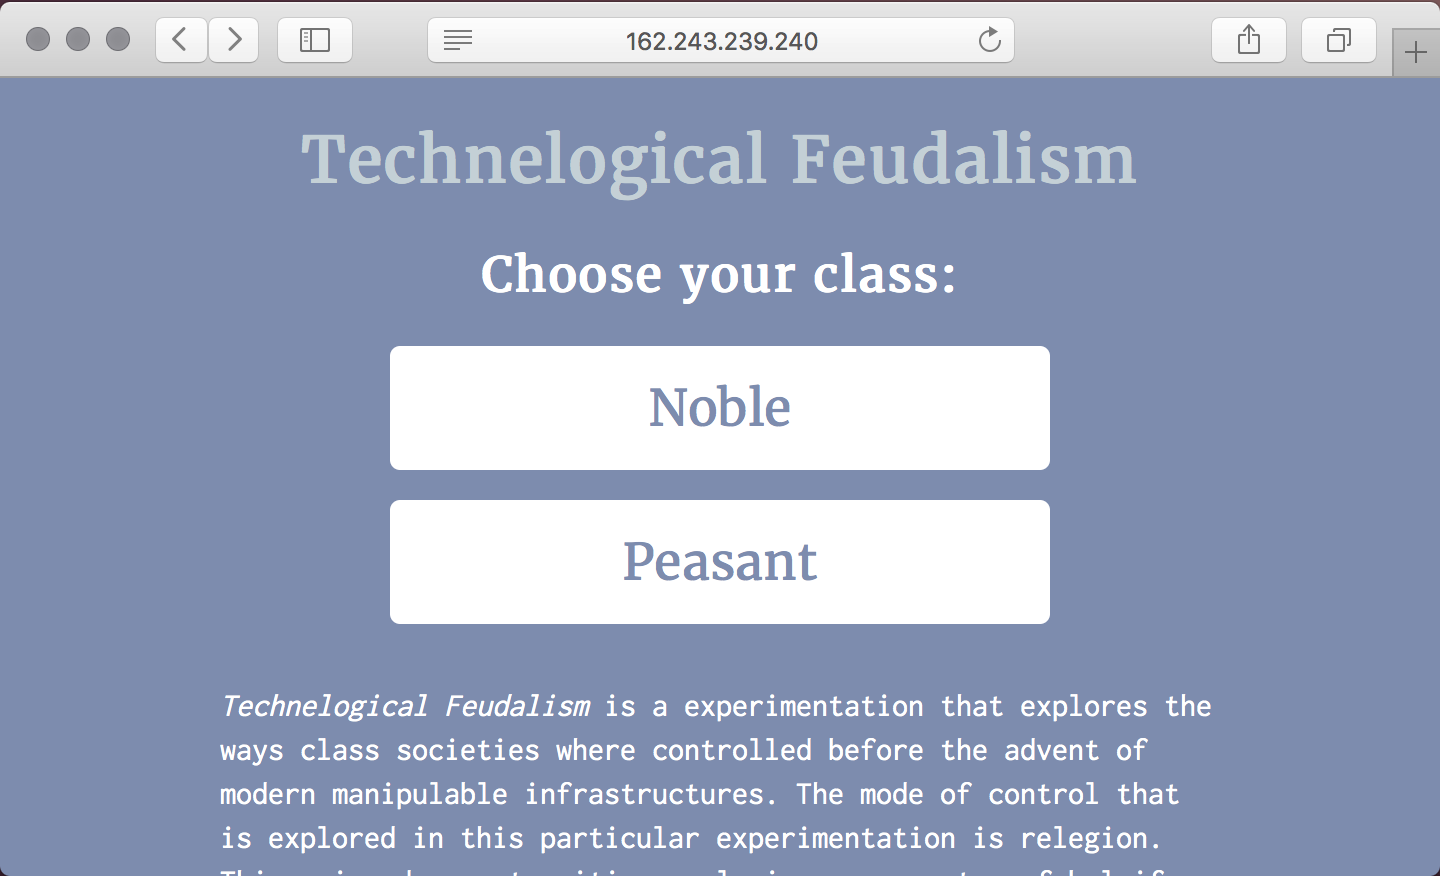 162.243.239.240
Technelogical Feudalism
Choose your class:
Noble
Peasant
Technelogical Feudalism is a experimentation that explores the
ways class societies where controlled before the advent of
modern manipulable infrastructures. The mode of control that
is explored in this particular experimentation is relegion.